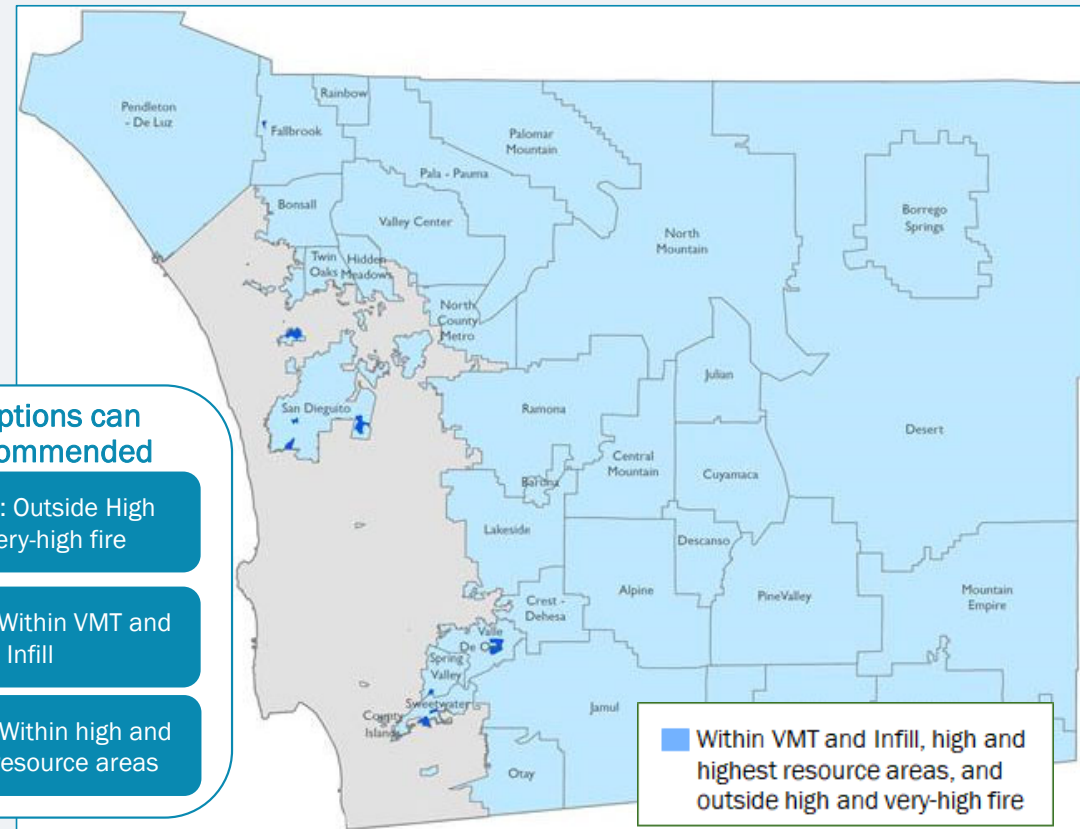 Pendleton
- De Luz
Rainbow
Fallbrook
Palomar
Mountain
Pala - Pauma
Bonsall
Valley Center
Borrego
Springs
North
Mountain
Twin
Oaks
Hidden
Meadows
North
County
Metro
Julian
San Dieguito
Ramona
Desert
Central
Mountain
Cuyamaca
Barona
Lakeside
Descanso
Alpine
Pine Valley
Mountain
Empire
Crest -
Dehesa
Valle
De O
Spring
Valley
Sweetwater
County
Islands
Jamul
Otay
ptions can
ommended
: Outside High
ery-high fire
Within VMT and
Infill
Within high and
resource areas
Within VMT and Infill, high and
highest resource areas, and
outside high and very-high fire